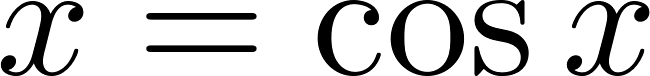 x = cos x